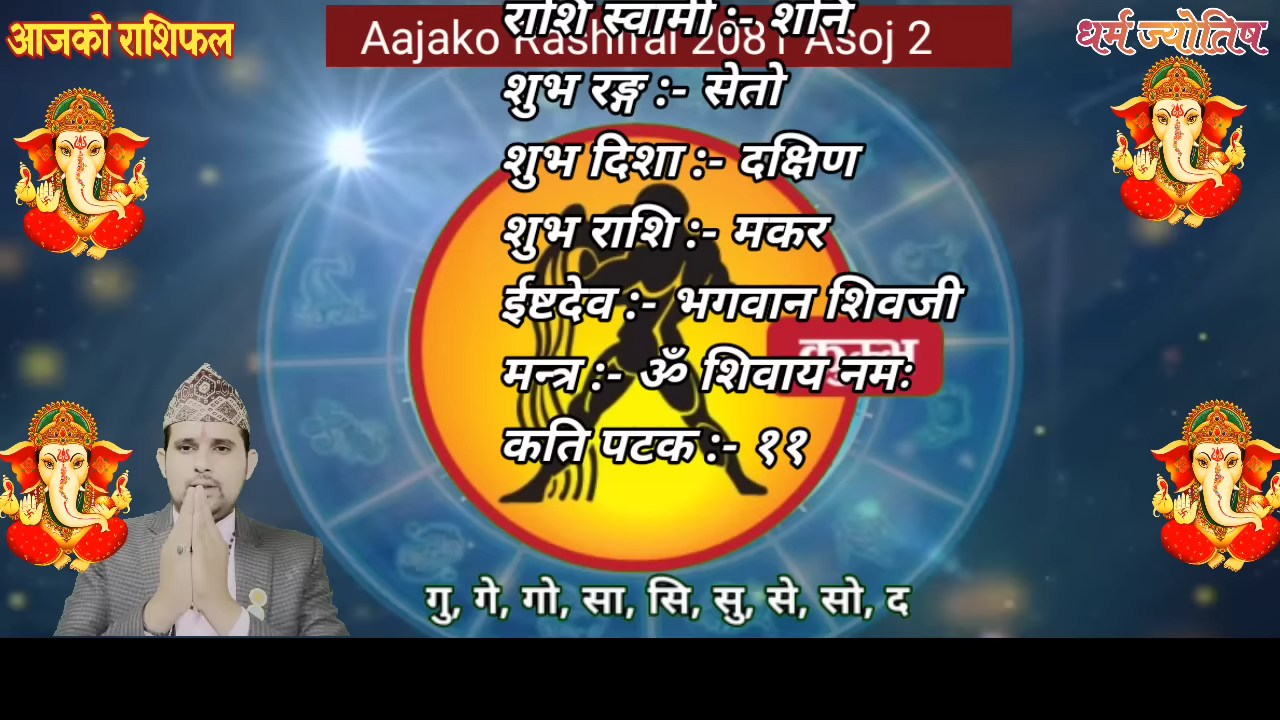 आजको राशिफल
Aajako Rashifal 2081 Asoj 2
धर्म ज्योतिष
राशि स्वामी :- शनि
शुभ रङ्ग :- सेतो
शुभ दिशा :- दक्षिण
शुभ राशि :- मकर
ईष्टदेव :- भगवान शिवजी
कुम्भ
मन्त्र :- ॐ शिवाय नमः
कति पटक :- ११
गु, गे, गो, सा, सि, सु, से, सो, द